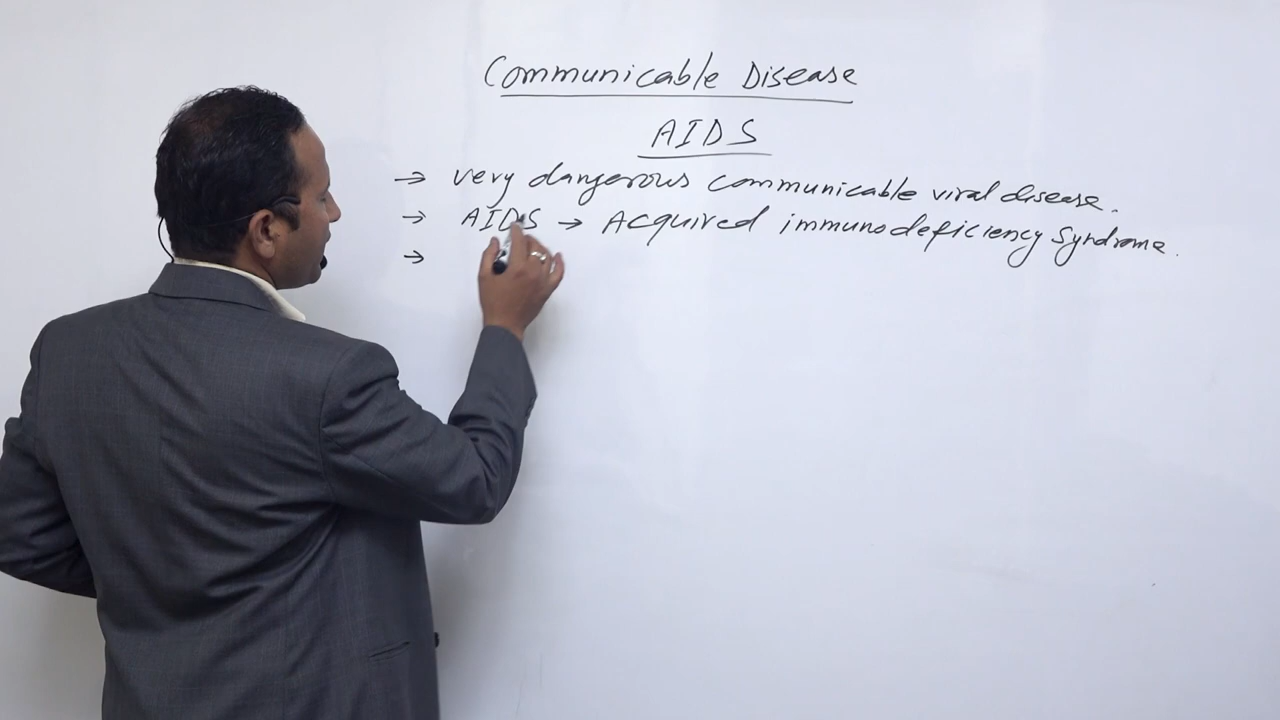 Communicable Disease
AIDS
→ very dangerous communicable viral disease.
→ AIDS → Acquired immunodeficiency Syndrome.
→